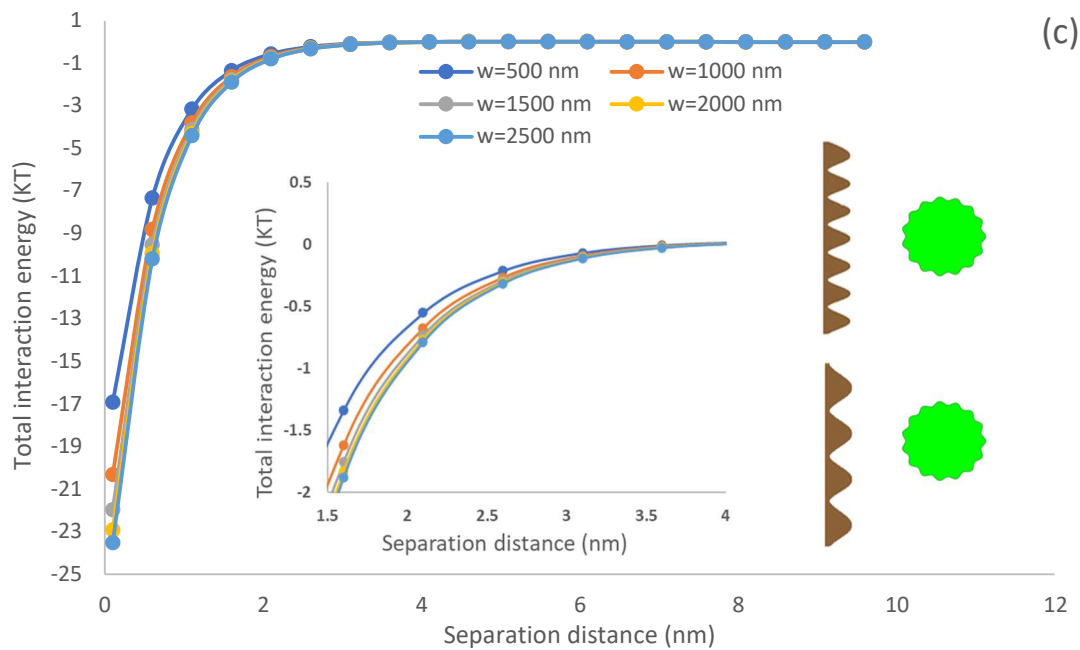 (c)
Total interaction energy (KT)
1
-1
-3
-5
-7
-9
-11
-13
-15
-17
-19
-21
-23
-25
0 2 4 6 8 10 12
Separation distance (nm)
w=500 nm w=1000 nm
w=1500 nm w=2000 nm
w=2500 nm
Total interaction energy (KT)
0.5
0
-0.5
-1
-1.5
-2
1.5 2 2.5 3 3.5 4
Separation distance (nm)